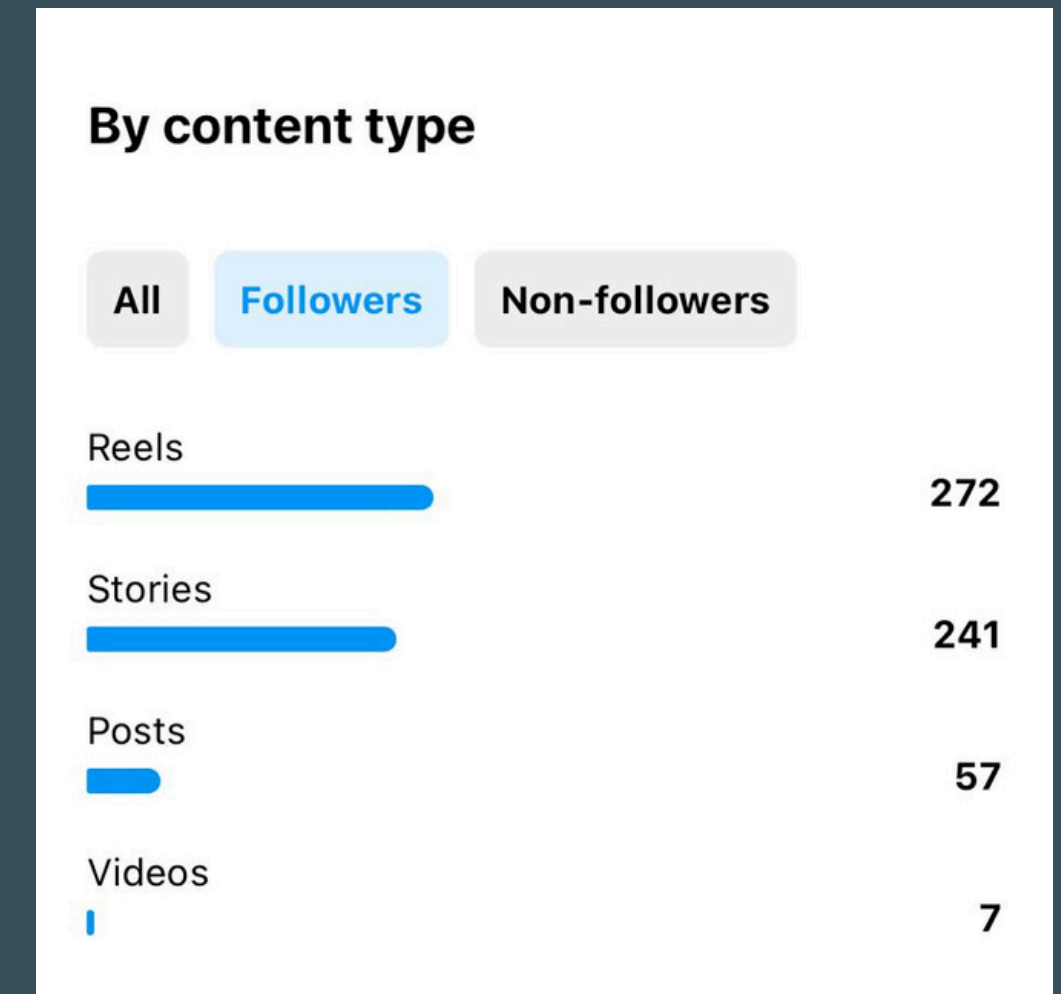 By content type
All Followers Non-followers
Reels
272
Stories
241
Posts
57
Videos
7